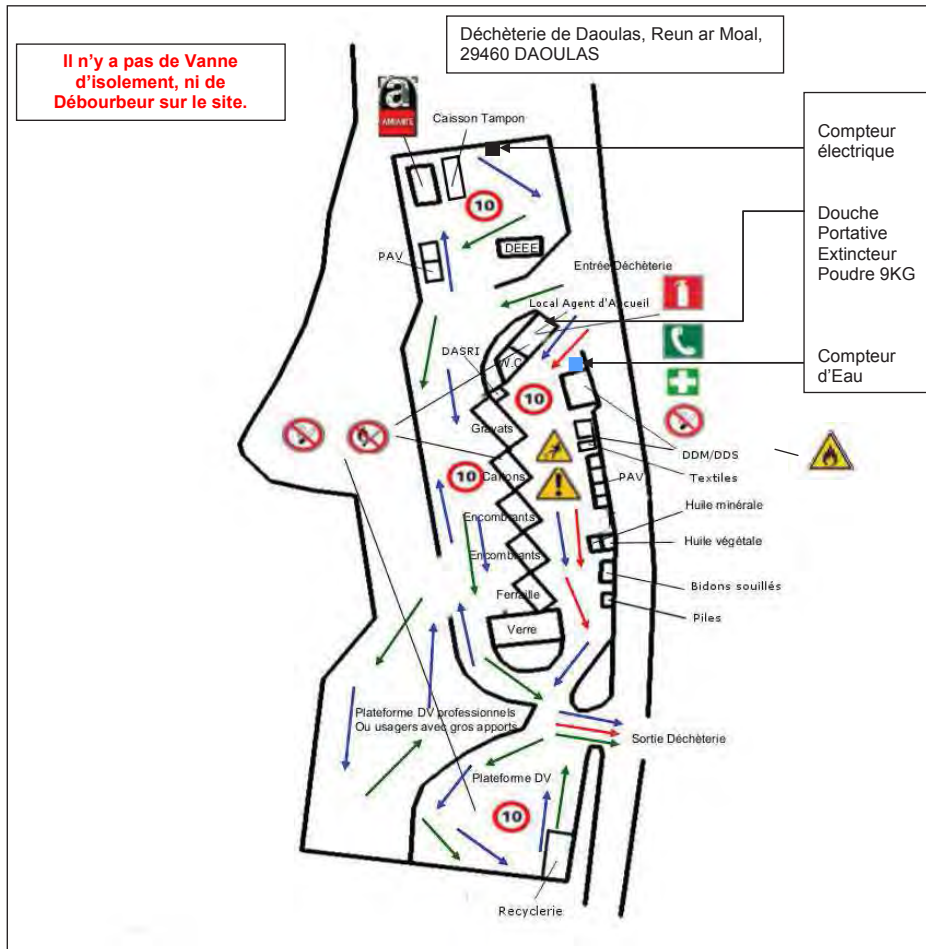 Déchèterie de Daoulas, Reun ar Moal,
29460 DAOULAS
Il n'y a pas de Vanne
d'isolement, ni de
Débourbeur sur le site.
a
AMIANTE
Caisson Tampon
Compteur
électrique
10
Douche
Portative
Extincteur
Poudre 9KG
PAV
DEEE
Entrée Déchèterie
Local Agent d'Accueil
DASRI
W.C
Compteur
d'Eau
10
Gravats
DDM/DDS
10
Cartons
Textiles
PAV
Encombrants
Huile minérale
Huile végétale
Encombrants
Bidons souillés
Ferraille
Piles
Verre
Plateforme DV professionnels
Ou usagers avec gros apports
Sortie Déchèterie
Plateforme DV
10
Recyclerie